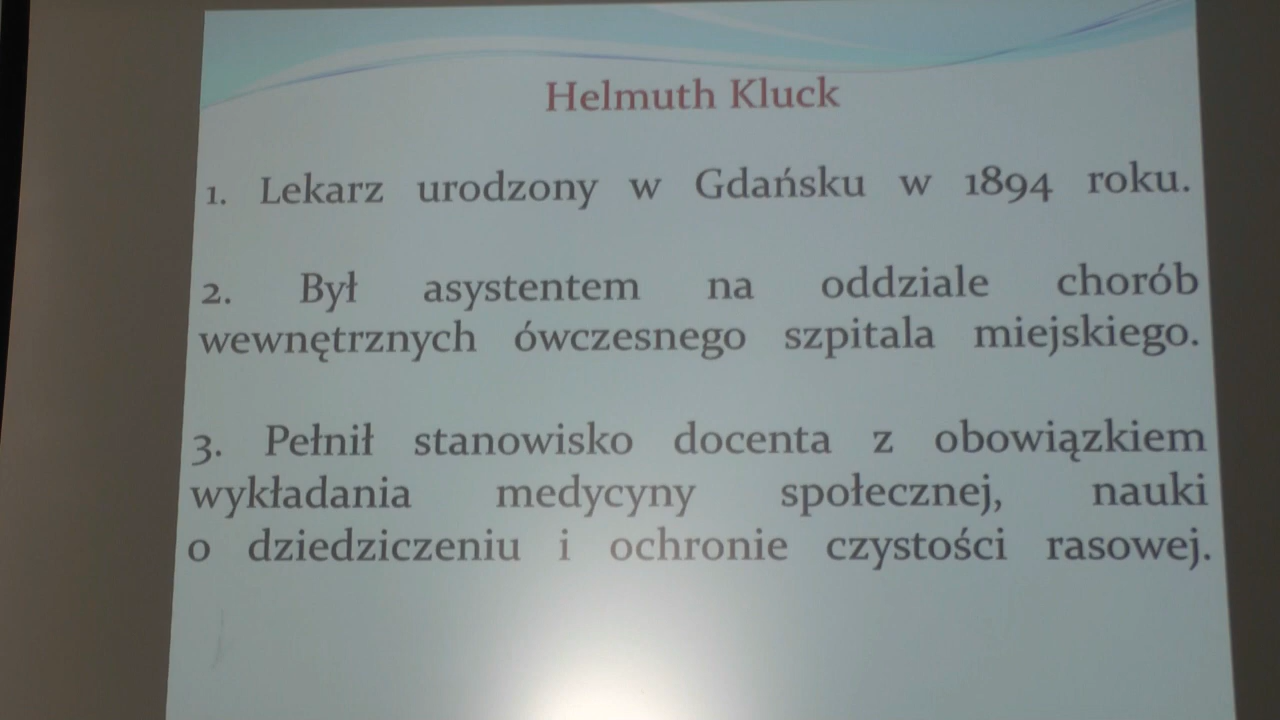 Helmuth Kluck
1. Lekarz urodzony w Gdańsku w 1894 roku.
2. Był asystentem na oddziale chorób
wewnętrznych ówczesnego szpitala miejskiego.
3. Pełnił stanowisko docenta z obowiązkiem
wykładania medycyny społecznej, nauki
o dziedziczeniu i ochronie czystości rasowej.